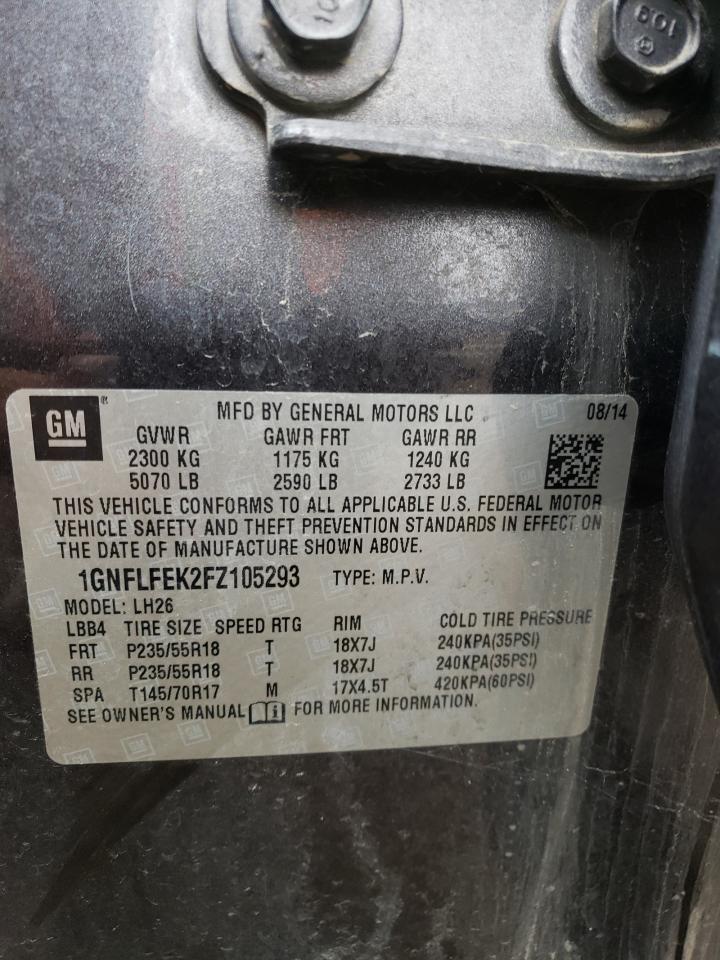 109
GM ®
MFD BY GENERAL MOTORS LLC 08/14
GVWR GAWR FRT GAWR RR
2300 KG 1175 KG 1240 KG
5070 LB 2590 LB 2733 LB
THIS VEHICLE CONFORMS TO ALL APPLICABLE U.S. FEDERAL MOTOR
VEHICLE SAFETY AND THEFT PREVENTION STANDARDS IN EFFECT ON
THE DATE OF MANUFACTURE SHOWN ABOVE.
1GNFLFEK2FZ105293 TYPE: M.P.V.
MODEL: LH26
LBB4 TIRE SIZE SPEED RTG RIM COLD TIRE PRESSURE
FRT P235/55R18 T 18X7J 240KPA(35PSI)
RR P235/55R18 T 18X7J 240KPA(35PSI)
SPA T145/70R17 M 17X4.5T 420KPA(60PSI)
SEE OWNER'S MANUAL FOR MORE INFORMATION.